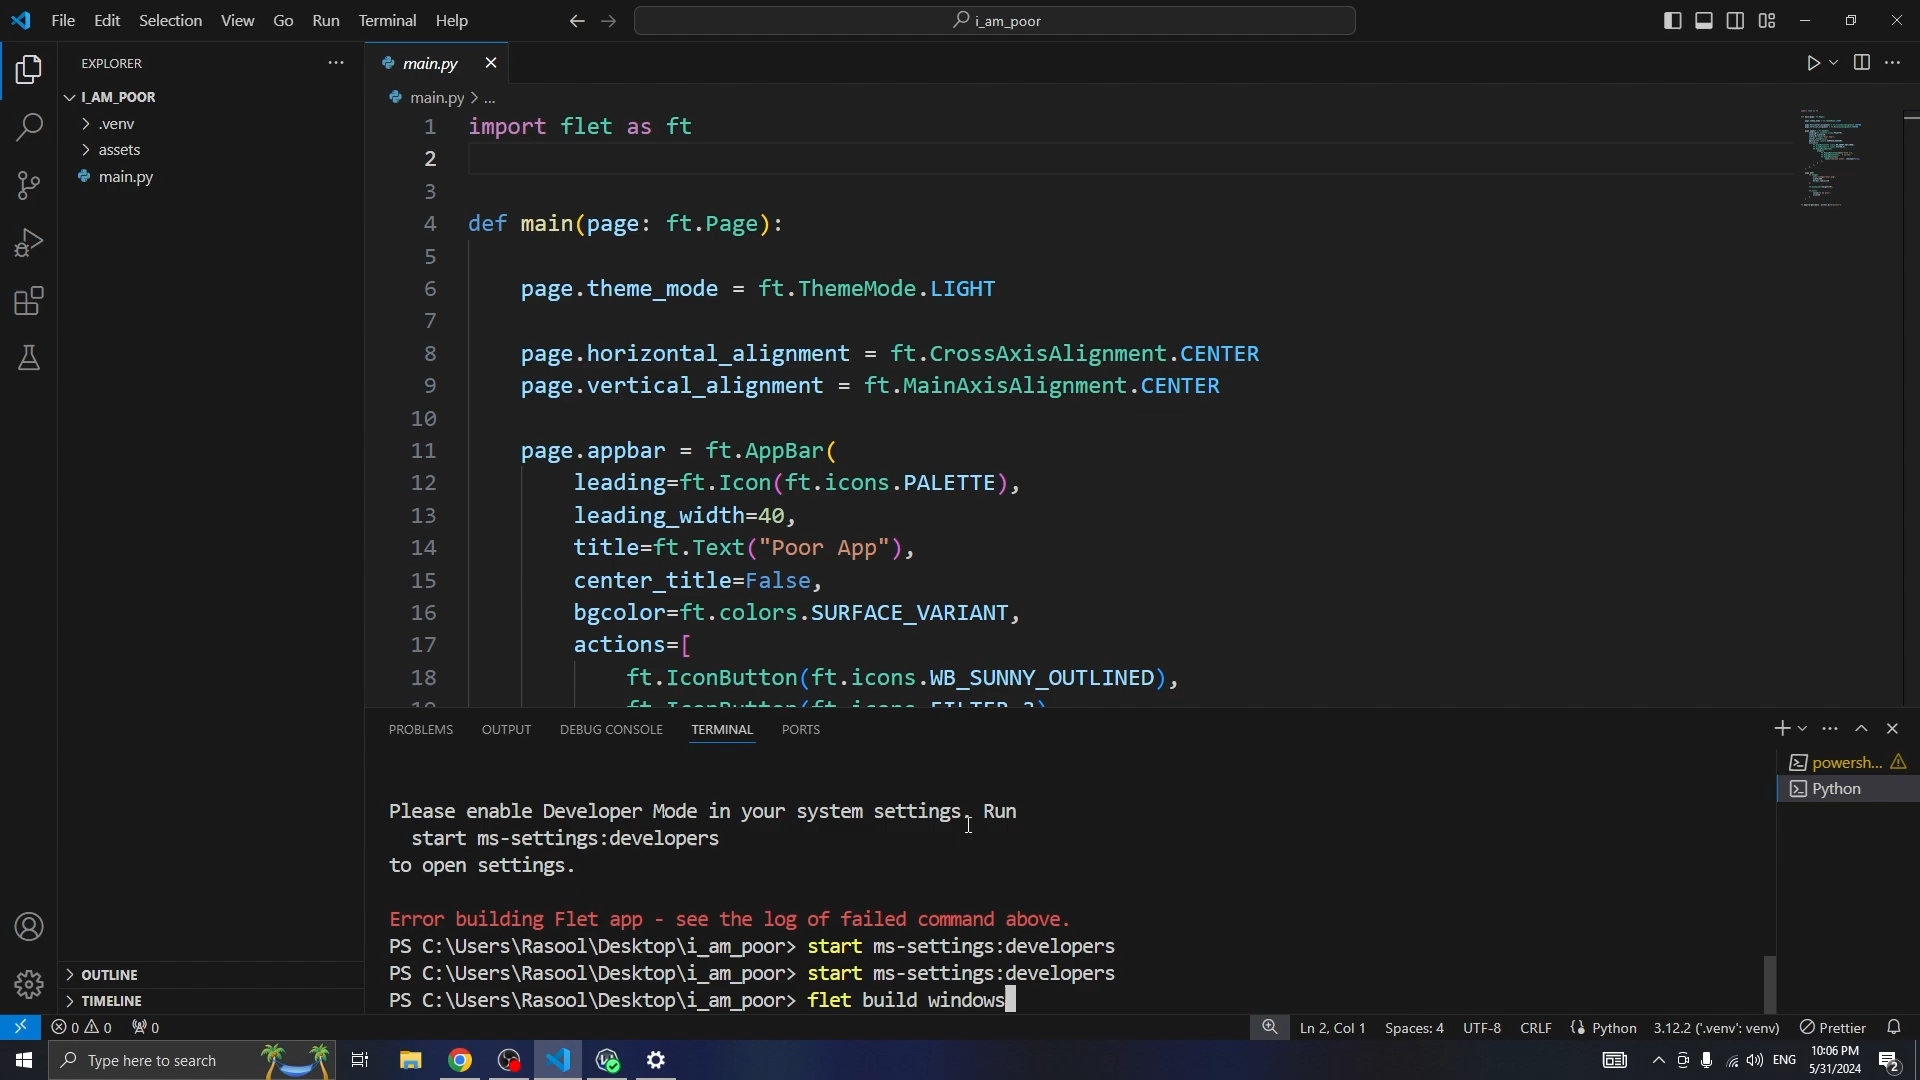 File Edit Selection View Go Run Terminal Help
i_am_poor
EXPLORER
I_AM_POOR
.venv
assets
main.py
OUTLINE
TIMELINE
main.py
main.py > ...
1 import flet as ft
2
3
4 def main(page: ft.Page):
5
6 page.theme_mode = ft.ThemeMode.LIGHT
7
8 page.horizontal_alignment = ft.CrossAxisAlignment.CENTER
9 page.vertical_alignment = ft.MainAxisAlignment.CENTER
10
11 page.appbar = ft.AppBar(
12 leading=ft.Icon(ft.icons.PALETTE),
13 leading_width=40,
14 title=ft.Text("Poor App"),
15 center_title=False,
16 bgcolor=ft.colors.SURFACE_VARIANT,
17 actions=[
18 ft.IconButton(ft.icons.WB_SUNNY_OUTLINED),
19 ft.IconButton(ft.icons.FILTER_3)
PROBLEMS OUTPUT DEBUG CONSOLE TERMINAL PORTS
powersh...
Python
Please enable Developer Mode in your system settings. Run
start ms-settings:developers
to open settings.
Error building Flet app - see the log of failed command above.
PS C:\Users\Rasool\Desktop\i_am_poor> start ms-settings:developers
PS C:\Users\Rasool\Desktop\i_am_poor> start ms-settings:developers
PS C:\Users\Rasool\Desktop\i_am_poor> flet build windows
0 0 0 Ln 2, Col 1 Spaces: 4 UTF-8 CRLF Python 3.12.2 ('.venv': venv) Prettier
Type here to search
ENG
10:06 PM
5/31/2024
2